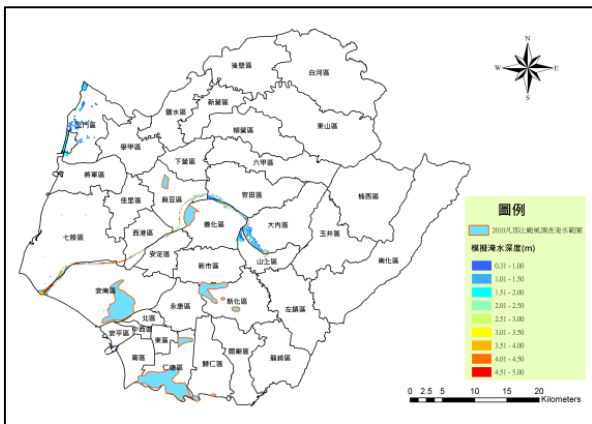 後壁區
白河區
N
W E
S
鹽水區
新營區
柳營區
東山區
北門區
學甲區
下營區
六甲區
將軍區
佳里區
麻豆區
官田區
楠西區
七股區
西港區
善化區
大內區
玉井區
安定區
山上區
南化區
新市區
安南區
永康區
新化區
左鎮區
北區
中西區
安平區
東區
南區
仁德區
歸仁區
關廟區
龍崎區
圖例
2010凡那比颱風調查淹水範圍
模擬淹水深度(m)
0.31 - 1.00
1.01 - 1.50
1.51 - 2.00
2.01 - 2.50
2.51 - 3.00
3.01 - 3.50
3.51 - 4.00
4.01 - 4.50
4.51 - 5.00
0 2.5 5 10 15 20
Kilometers